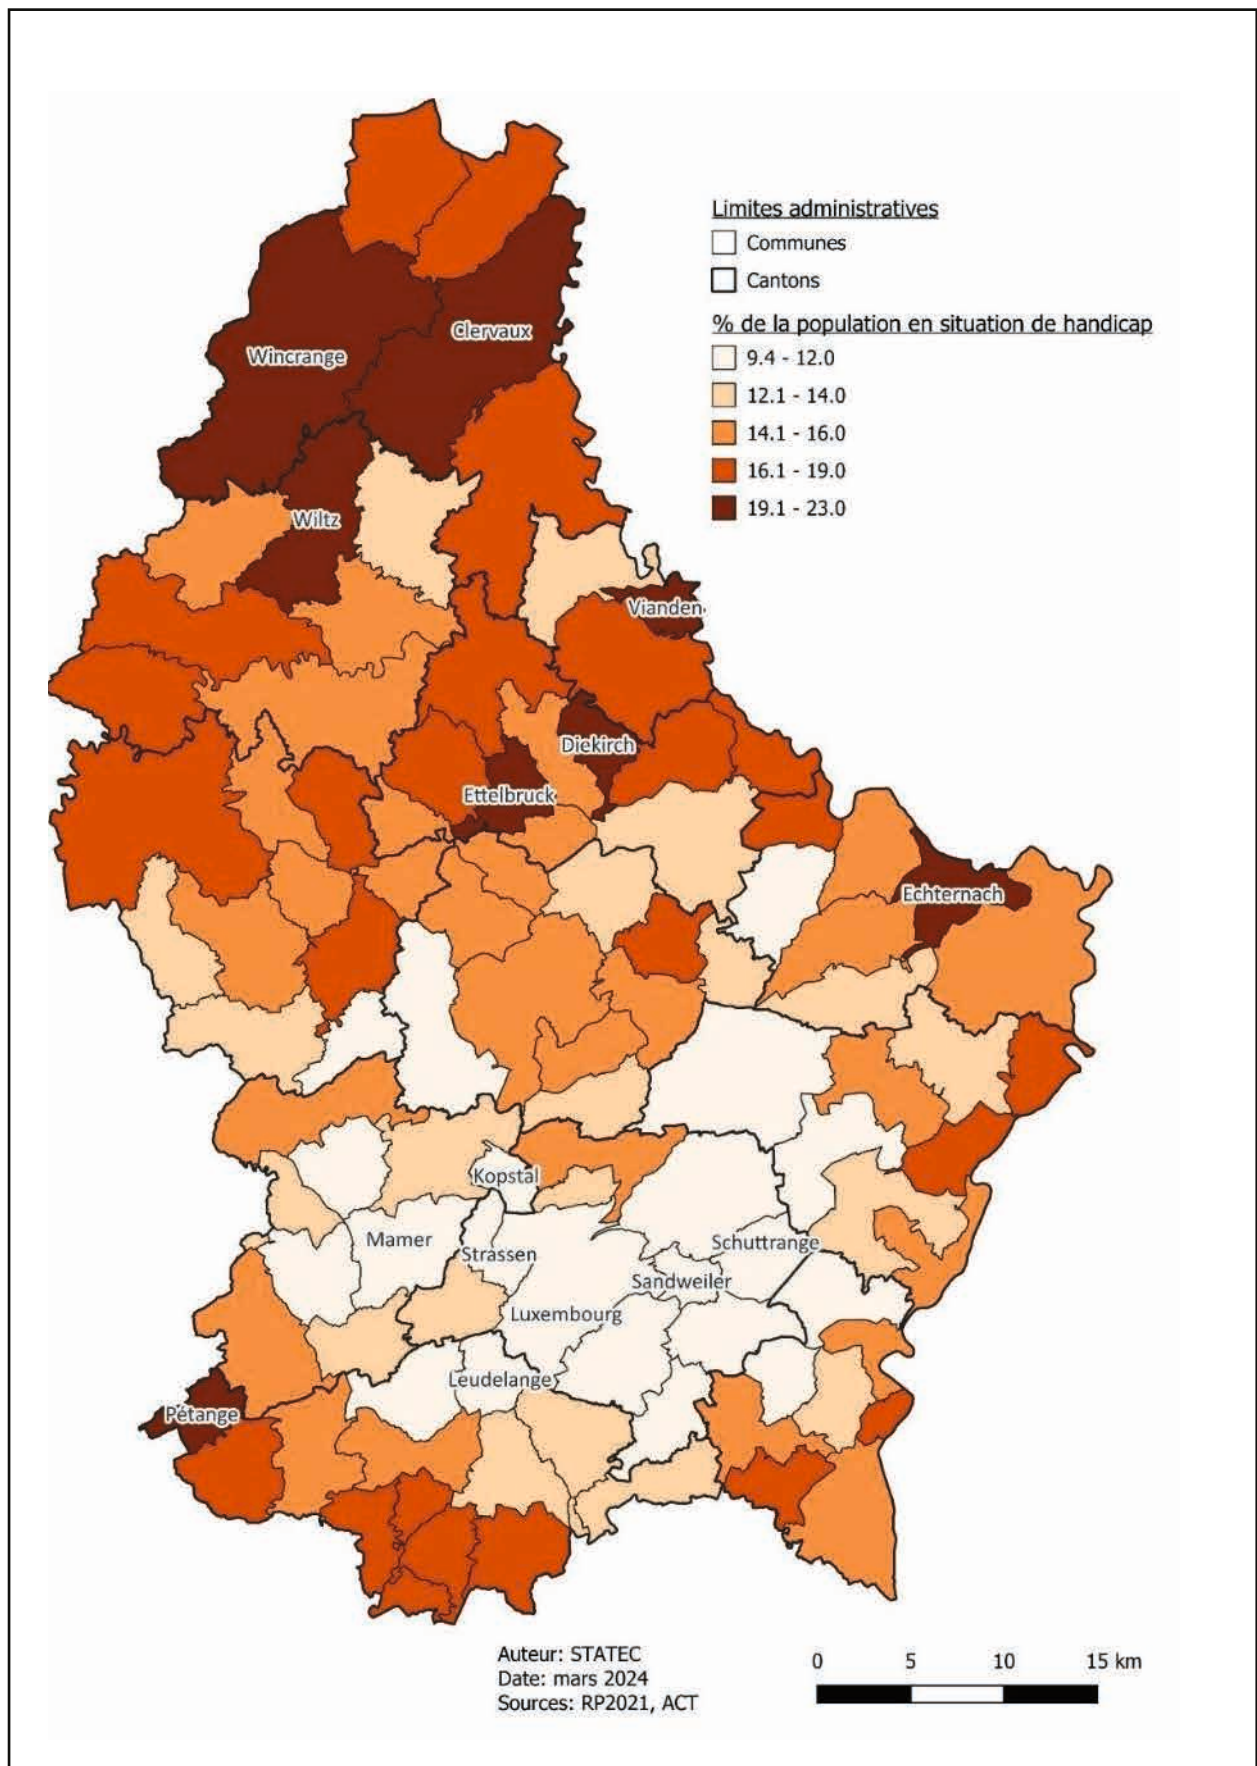 Limites administratives
Communes
Cantons
% de la population en situation de handicap
9.4 - 12.0
12.1 - 14.0
14.1 - 16.0
16.1 - 19.0
19.1 - 23.0
Clervaux
Wincrange
Wiltz
Vianden
Diekirch
Ettelbruck
Echternach
Kopstal
Mamer
Strassen
Schuttrange
Sandweiler
Luxembourg
Leudelange
Pétange
Auteur: STATEC
Date: mars 2024
Sources: RP2021, ACT
0 5 10 15 km